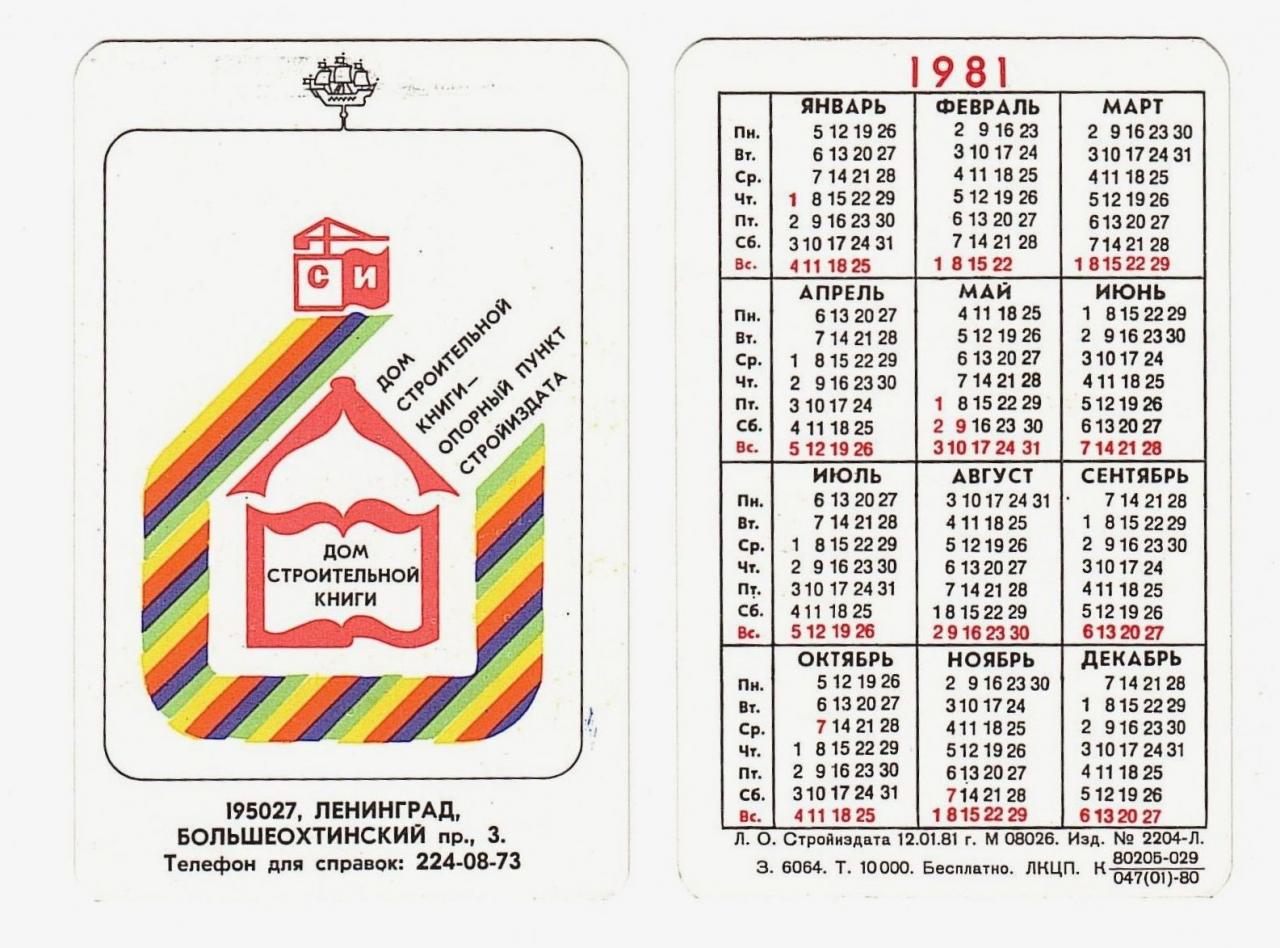 С И
ДОМ
СТРОИТЕЛЬНОЙ
КНИГИ–
ОПОРНЫЙ ПУНКТ
СТРОЙИЗДАТА
ДОМ
СТРОИТЕЛЬНОЙ
КНИГИ
195027, ЛЕНИНГРАД,
БОЛЬШЕОХТИНСКИЙ пр., 3.
Телефон для справок: 224-08-73
1981
ЯНВАРЬ ФЕВРАЛЬ МАРТ
Пн. 5 12 19 26 2 9 16 23 2 9 16 23 30
Вт. 6 13 20 27 3 10 17 24 3 10 17 24 31
Ср. 7 14 21 28 4 11 18 25 4 11 18 25
Чт. 1 8 15 22 29 5 12 19 26 5 12 19 26
Пт. 2 9 16 23 30 6 13 20 27 6 13 20 27
Сб. 3 10 17 24 31 7 14 21 28 7 14 21 28
Вс. 4 11 18 25 1 8 15 22 1 8 15 22 29
АПРЕЛЬ МАЙ ИЮНЬ
Пн. 6 13 20 27 4 11 18 25 1 8 15 22 29
Вт. 7 14 21 28 5 12 19 26 2 9 16 23 30
Ср. 1 8 15 22 29 6 13 20 27 3 10 17 24
Чт. 2 9 16 23 30 7 14 21 28 4 11 18 25
Пт. 3 10 17 24 1 8 15 22 29 5 12 19 26
Сб. 4 11 18 25 2 9 16 23 30 6 13 20 27
Вс. 5 12 19 26 3 10 17 24 31 7 14 21 28
ИЮЛЬ АВГУСТ СЕНТЯБРЬ
Пн. 6 13 20 27 3 10 17 24 31 7 14 21 28
Вт. 7 14 21 28 4 11 18 25 1 8 15 22 29
Ср. 1 8 15 22 29 5 12 19 26 2 9 16 23 30
Чт. 2 9 16 23 30 6 13 20 27 3 10 17 24
Пт. 3 10 17 24 31 7 14 21 28 4 11 18 25
Сб. 4 11 18 25 1 8 15 22 29 5 12 19 26
Вс. 5 12 19 26 2 9 16 23 30 6 13 20 27
ОКТЯБРЬ НОЯБРЬ ДЕКАБРЬ
Пн. 5 12 19 26 2 9 16 23 30 7 14 21 28
Вт. 6 13 20 27 3 10 17 24 1 8 15 22 29
Ср. 7 14 21 28 4 11 18 25 2 9 16 23 30
Чт. 1 8 15 22 29 5 12 19 26 3 10 17 24 31
Пт. 2 9 16 23 30 6 13 20 27 4 11 18 25
Сб. 3 10 17 24 31 7 14 21 28 5 12 19 26
Вс. 4 11 18 25 1 8 15 22 29 6 13 20 27
Л. О. Стройиздата 12.01.81 г. М 08026. Изд. № 2204-Л.
З. 6064. Т. 10 000. Бесплатно. ЛКЦП. К 80205-029
047(01)-80